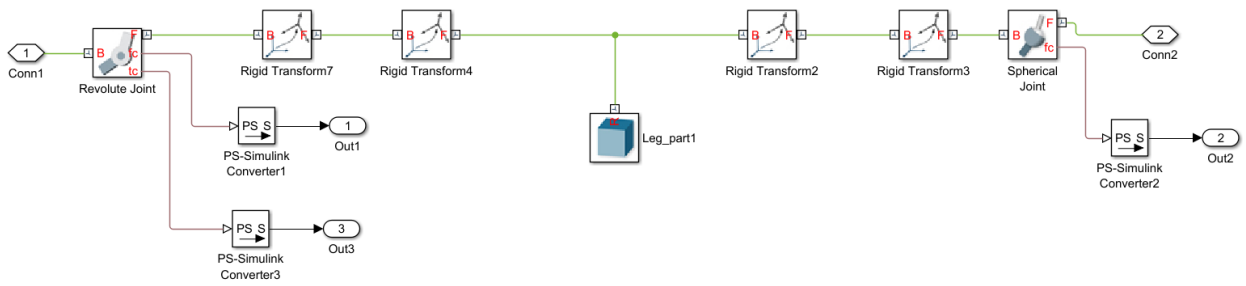 1
Conn1
B
F
fc
tc
Revolute Joint
B
F
Rigid Transform7
B
F
Rigid Transform4
R
Leg_part1
B
F
Rigid Transform2
B
F
Rigid Transform3
B
F
fc
Spherical
Joint
2
Conn2
PS S
PS-Simulink
Converter1
1
Out1
PS S
PS-Simulink
Converter2
2
Out2
PS S
PS-Simulink
Converter3
3
Out3